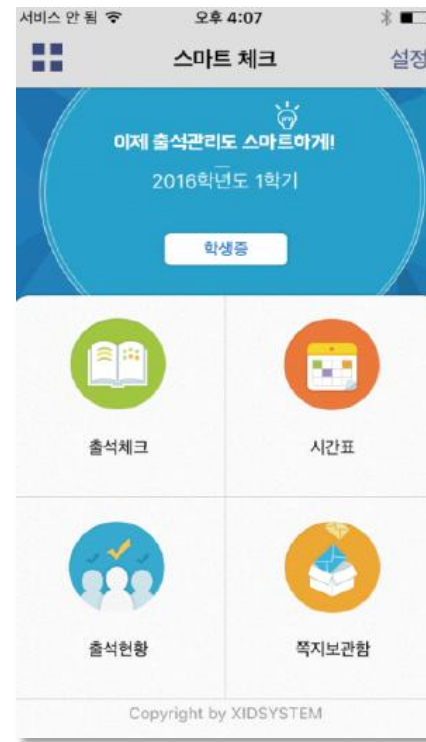 서비스 안 됨 오후 4:07
스마트 체크 설정
이제 출석관리도 스마트하게!
2016학년도 1학기
학생증
출석체크 시간표
출석현황 쪽지보관함
Copyright by XIDSYSTEM